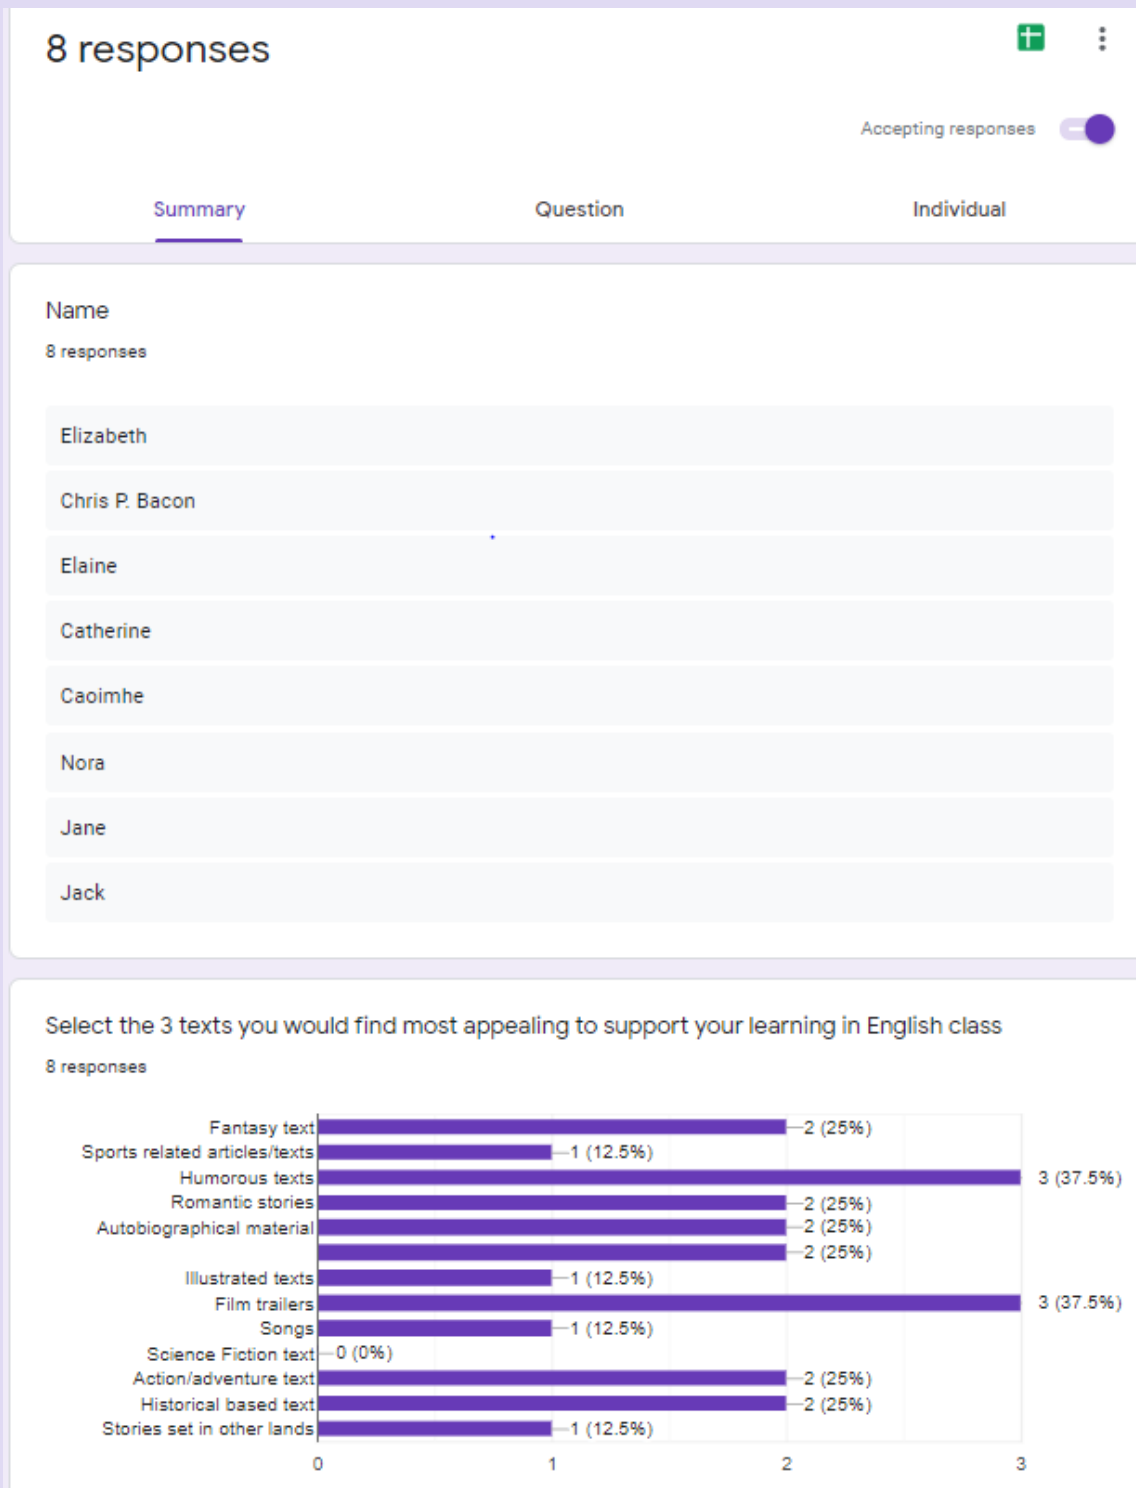 8 responses
Accepting responses
Summary Question Individual
Name
8 responses
Elizabeth
Chris P. Bacon
Elaine
Catherine
Caoimhe
Nora
Jane
Jack
Select the 3 texts you would find most appealing to support your learning in English class
8 responses
Fantasy text 2 (25%)
Sports related articles/texts 1 (12.5%)
Humorous texts 3 (37.5%)
Romantic stories 2 (25%)
Autobiographical material 2 (25%)
2 (25%)
Illustrated texts 1 (12.5%)
Film trailers 3 (37.5%)
Songs 1 (12.5%)
Science Fiction text 0 (0%)
Action/adventure text 2 (25%)
Historical based text 2 (25%)
Stories set in other lands 1 (12.5%)
0 1 2 3